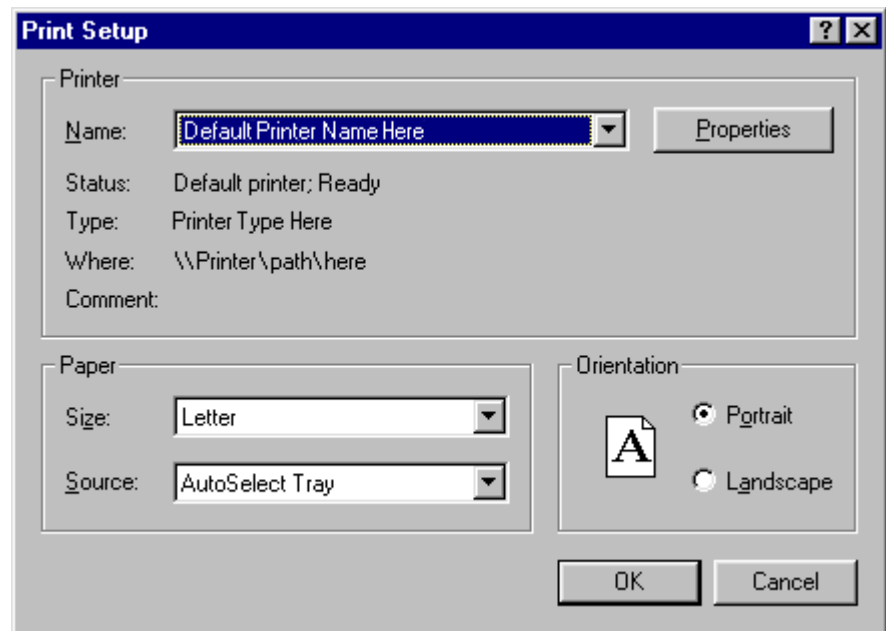 Print Setup
Printer
Name: Default Printer Name Here Properties
Status: Default printer; Ready
Type: Printer Type Here
Where: \\Printer\path\here
Comment:
Paper
Size: Letter
Source: AutoSelect Tray
Orientation
A
Portrait
Landscape
OK Cancel